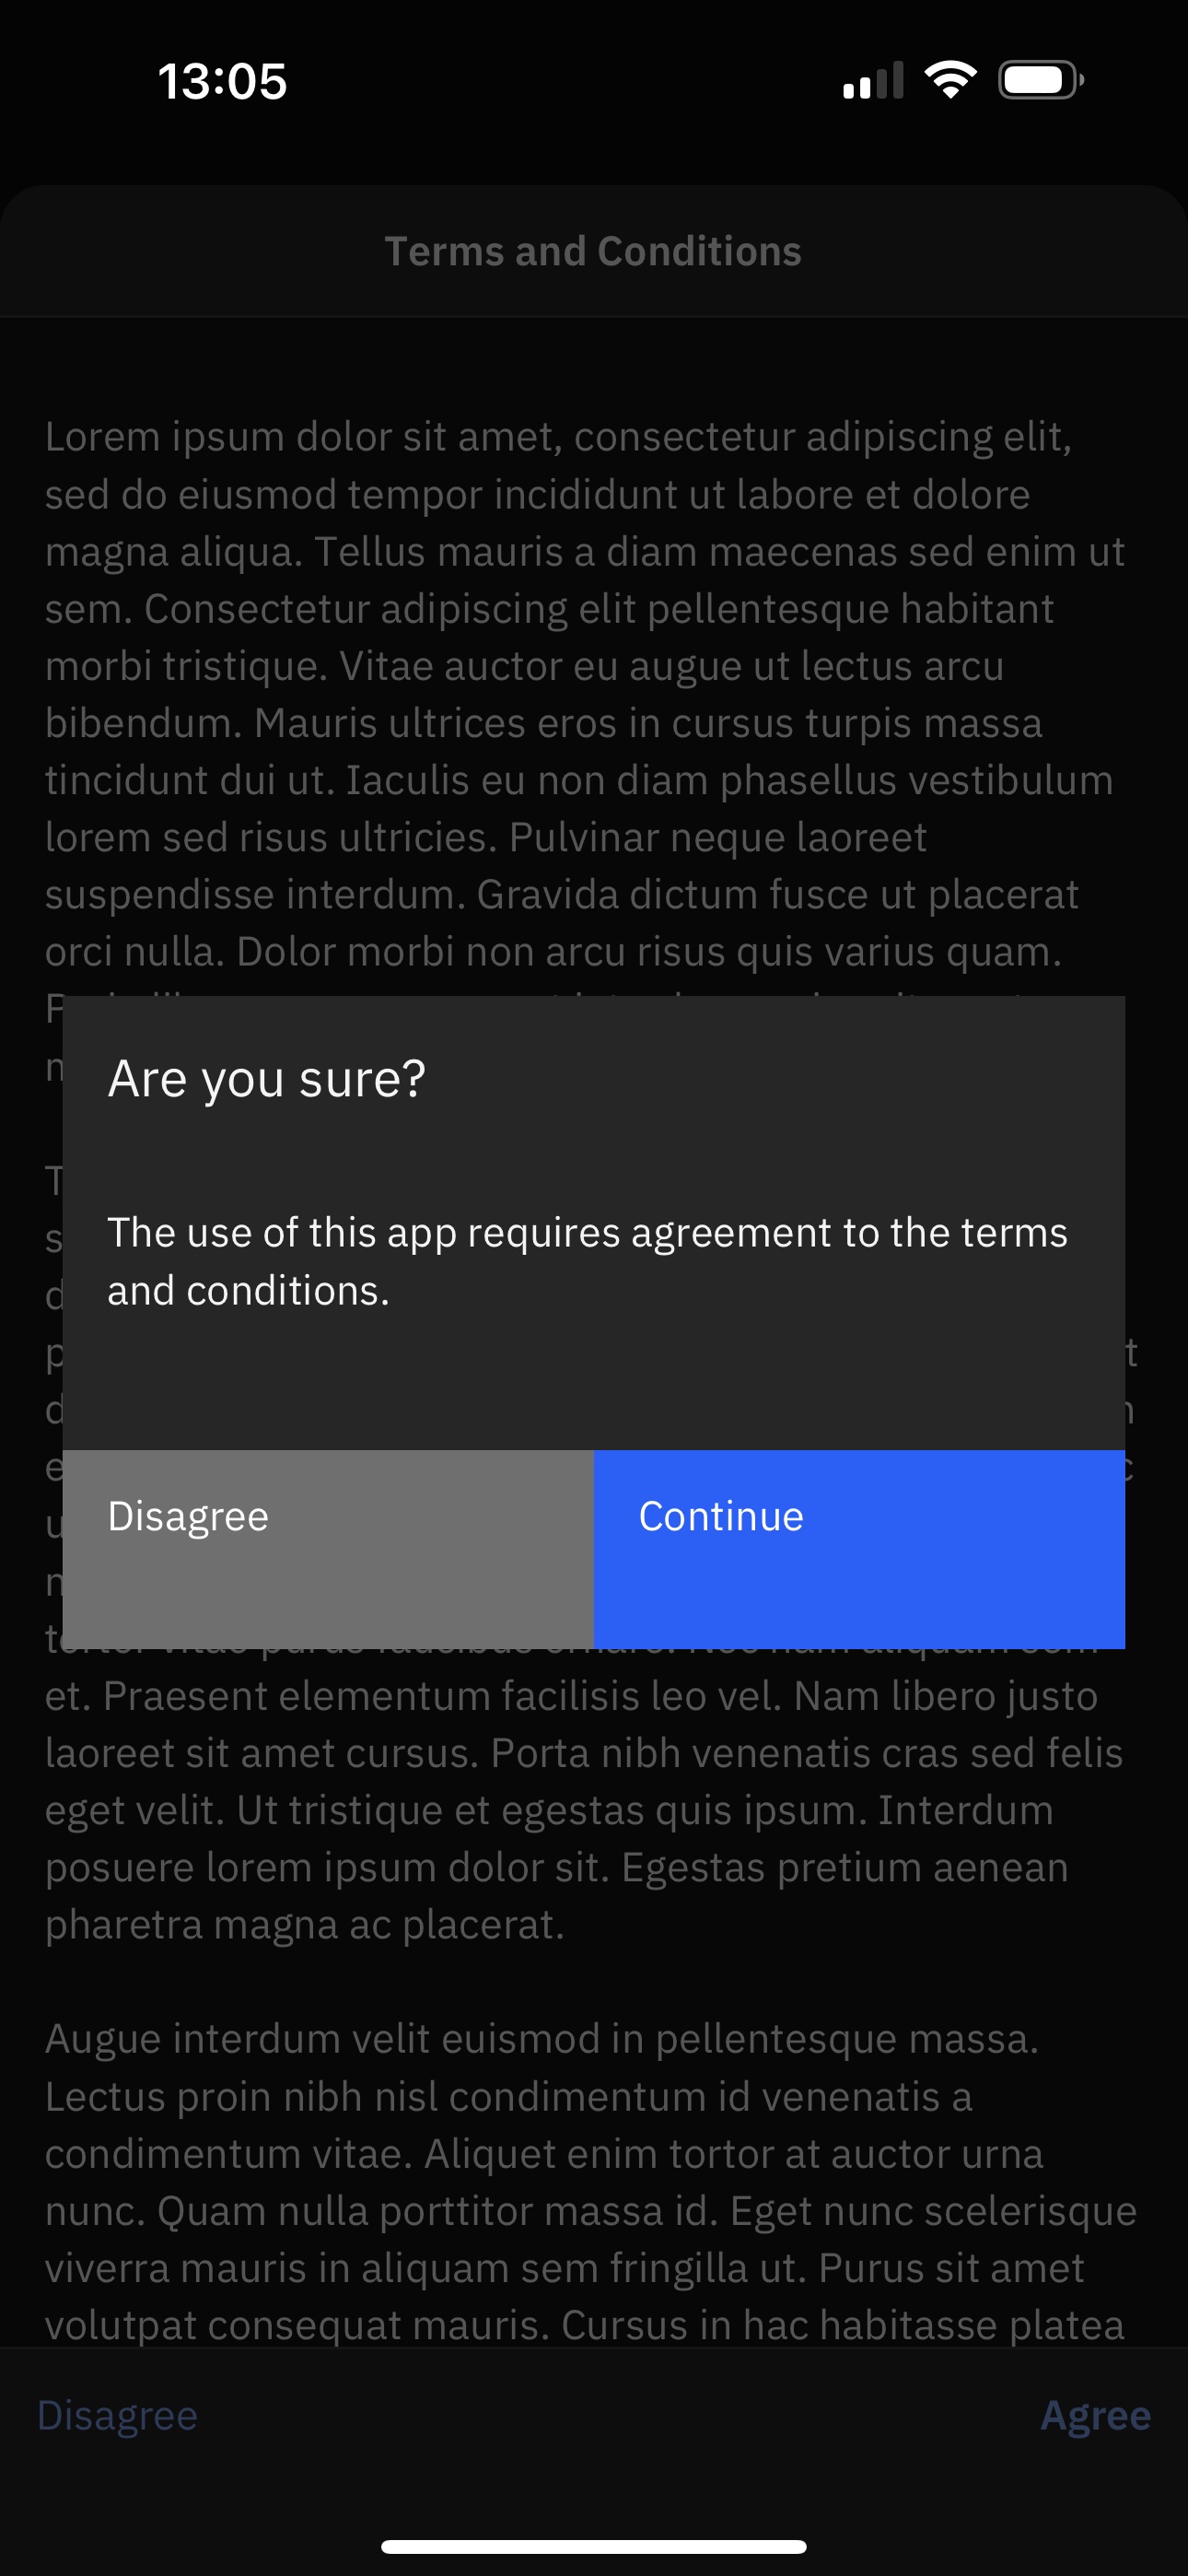 13:05
Terms and Conditions
Lorem ipsum dolor sit amet, consectetur adipiscing elit,
sed do eiusmod tempor incididunt ut labore et dolore
magna aliqua. Tellus mauris a diam maecenas sed enim ut
sem. Consectetur adipiscing elit pellentesque habitant
morbi tristique. Vitae auctor eu augue ut lectus arcu
bibendum. Mauris ultrices eros in cursus turpis massa
tincidunt dui ut. Iaculis eu non diam phasellus vestibulum
lorem sed risus ultricies. Pulvinar neque laoreet
suspendisse interdum. Gravida dictum fusce ut placerat
orci nulla. Dolor morbi non arcu risus quis varius quam.
Are you sure?
The use of this app requires agreement to the terms
and conditions.
Disagree
Continue
et. Praesent elementum facilisis leo vel. Nam libero justo
laoreet sit amet cursus. Porta nibh venenatis cras sed felis
eget velit. Ut tristique et egestas quis ipsum. Interdum
posuere lorem ipsum dolor sit. Egestas pretium aenean
pharetra magna ac placerat.
Augue interdum velit euismod in pellentesque massa.
Lectus proin nibh nisl condimentum id venenatis a
condimentum vitae. Aliquet enim tortor at auctor urna
nunc. Quam nulla porttitor massa id. Eget nunc scelerisque
viverra mauris in aliquam sem fringilla ut. Purus sit amet
volutpat consequat mauris. Cursus in hac habitasse platea
Disagree
Agree